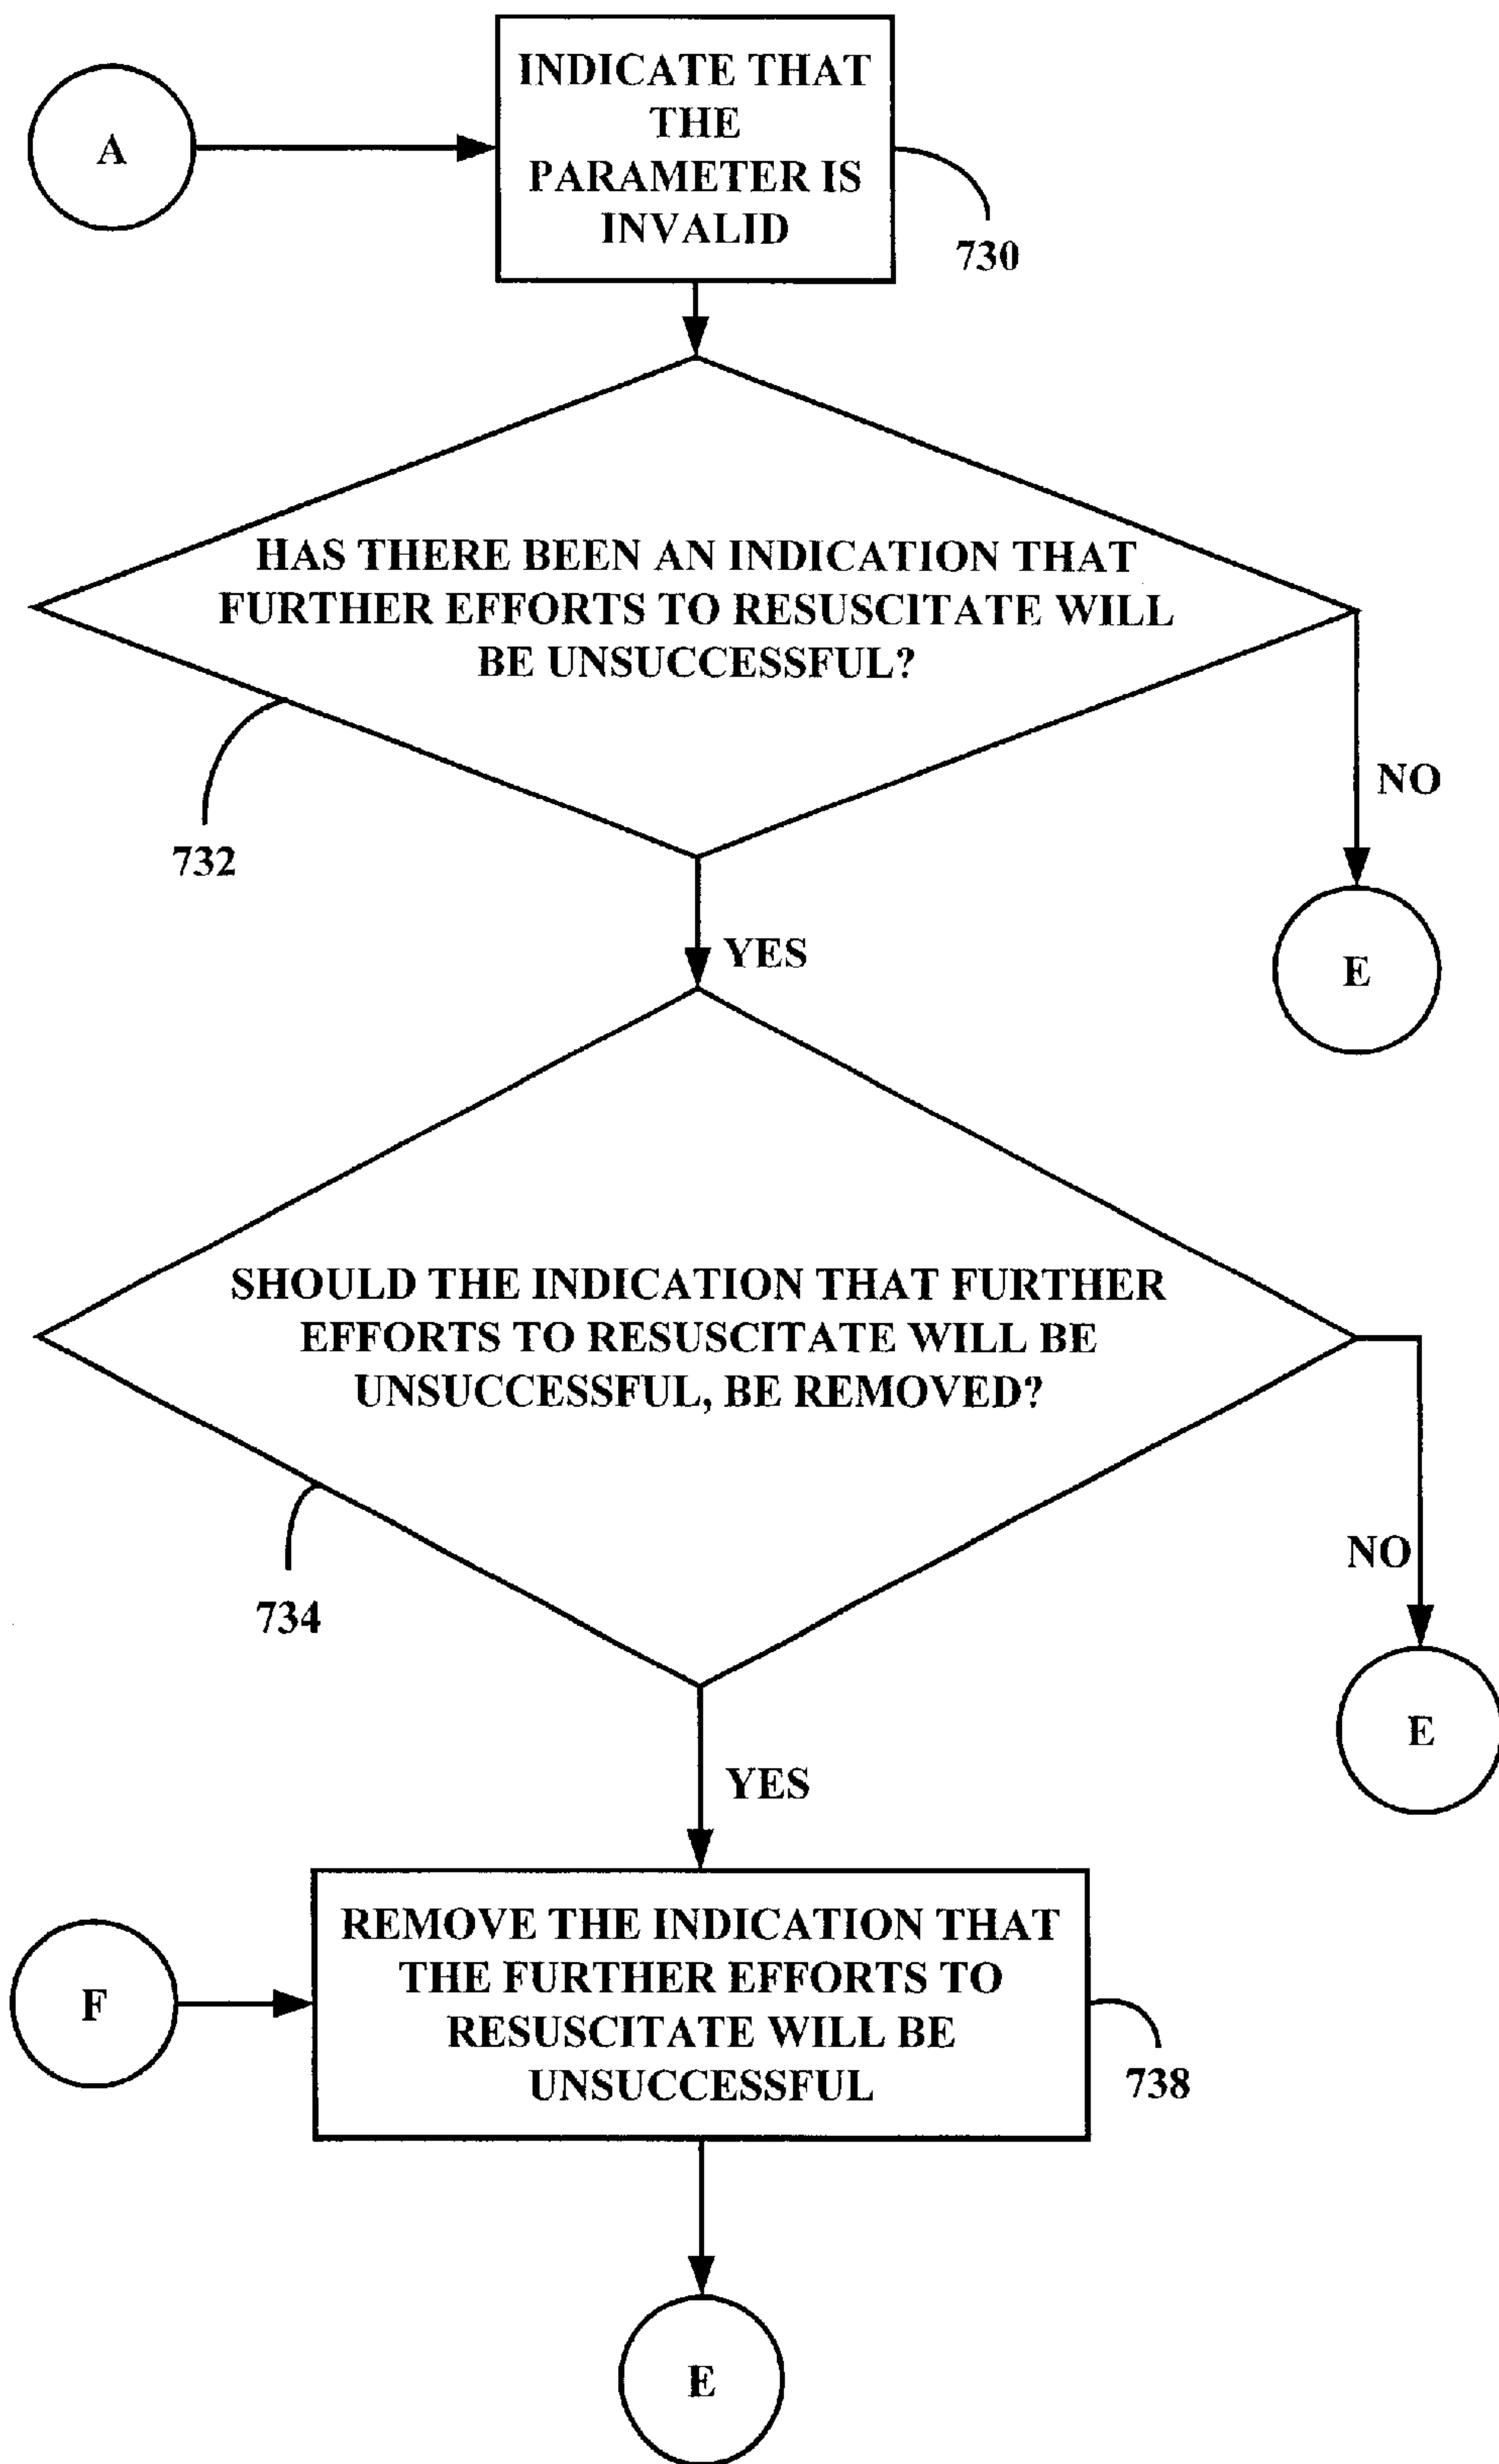 A
INDICATE THAT
THE
PARAMETER IS
INVALID
730
HAS THERE BEEN AN INDICATION THAT
FURTHER EFFORTS TO RESUSCITATE WILL
BE UNSUCCESSFUL?
732
NO
E
YES
SHOULD THE INDICATION THAT FURTHER
EFFORTS TO RESUSCITATE WILL BE
UNSUCCESSFUL, BE REMOVED?
734
NO
E
YES
F
REMOVE THE INDICATION THAT
THE FURTHER EFFORTS TO
RESUSCITATE WILL BE
UNSUCCESSFUL
738
E